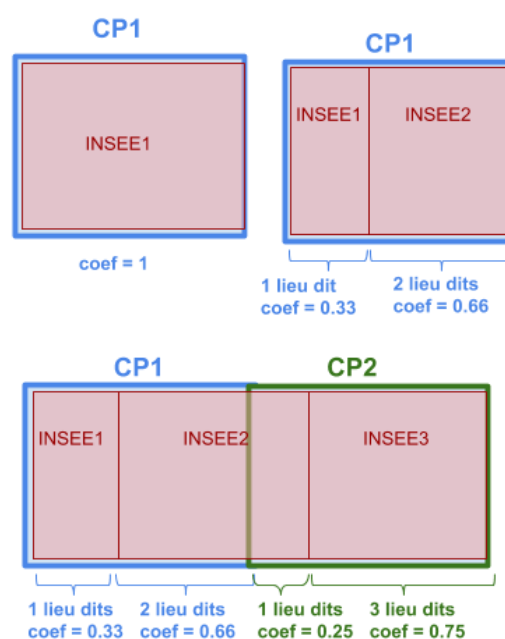 CP1
INSEE1
coef = 1
CP1
INSEE1
INSEE2
1 lieu dit
coef = 0.33
2 lieu dits
coef = 0.66
CP1
CP2
INSEE1
INSEE2
INSEE3
1 lieu dits
coef = 0.33
2 lieu dits
coef = 0.66
1 lieu dits
coef = 0.25
3 lieu dits
coef = 0.75